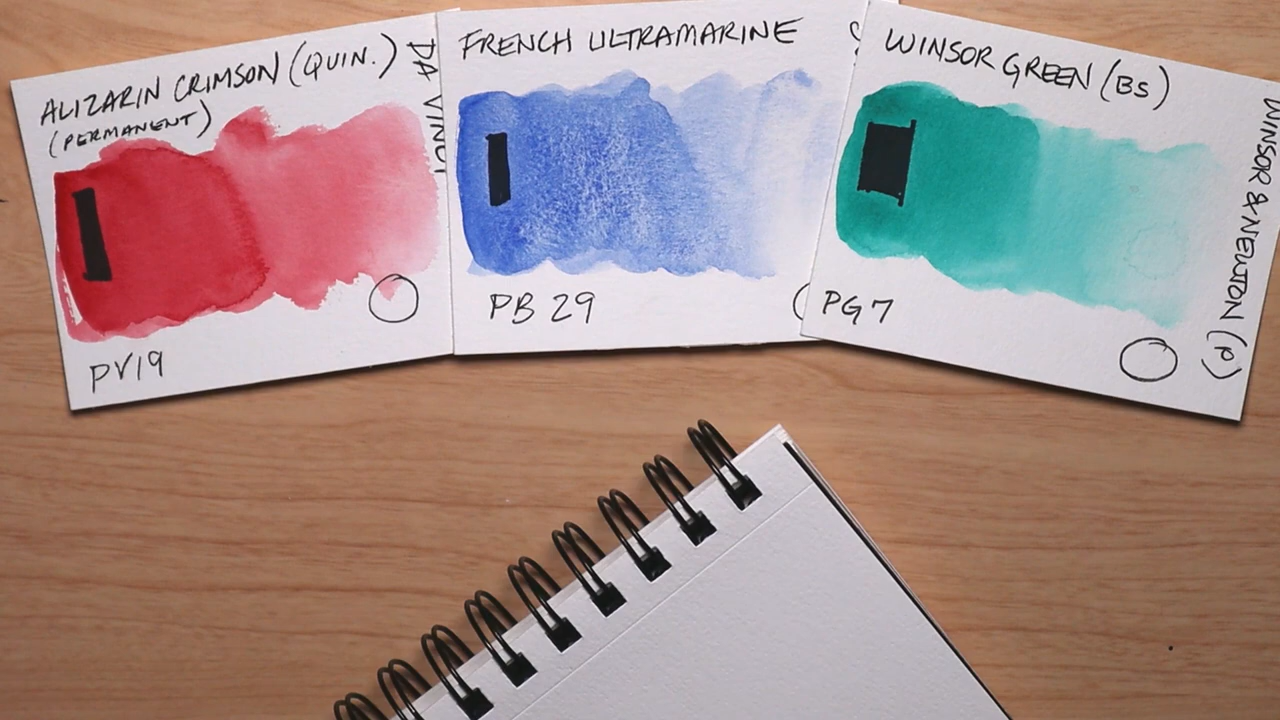 ALIZARIN CRIMSON (QUIN.)
(PERMANENT)
DA VINCI
PV19
FRENCH ULTRAMARINE
PB 29
WINSOR GREEN (BS)
WINSOR & NEWTON (P)
PG7